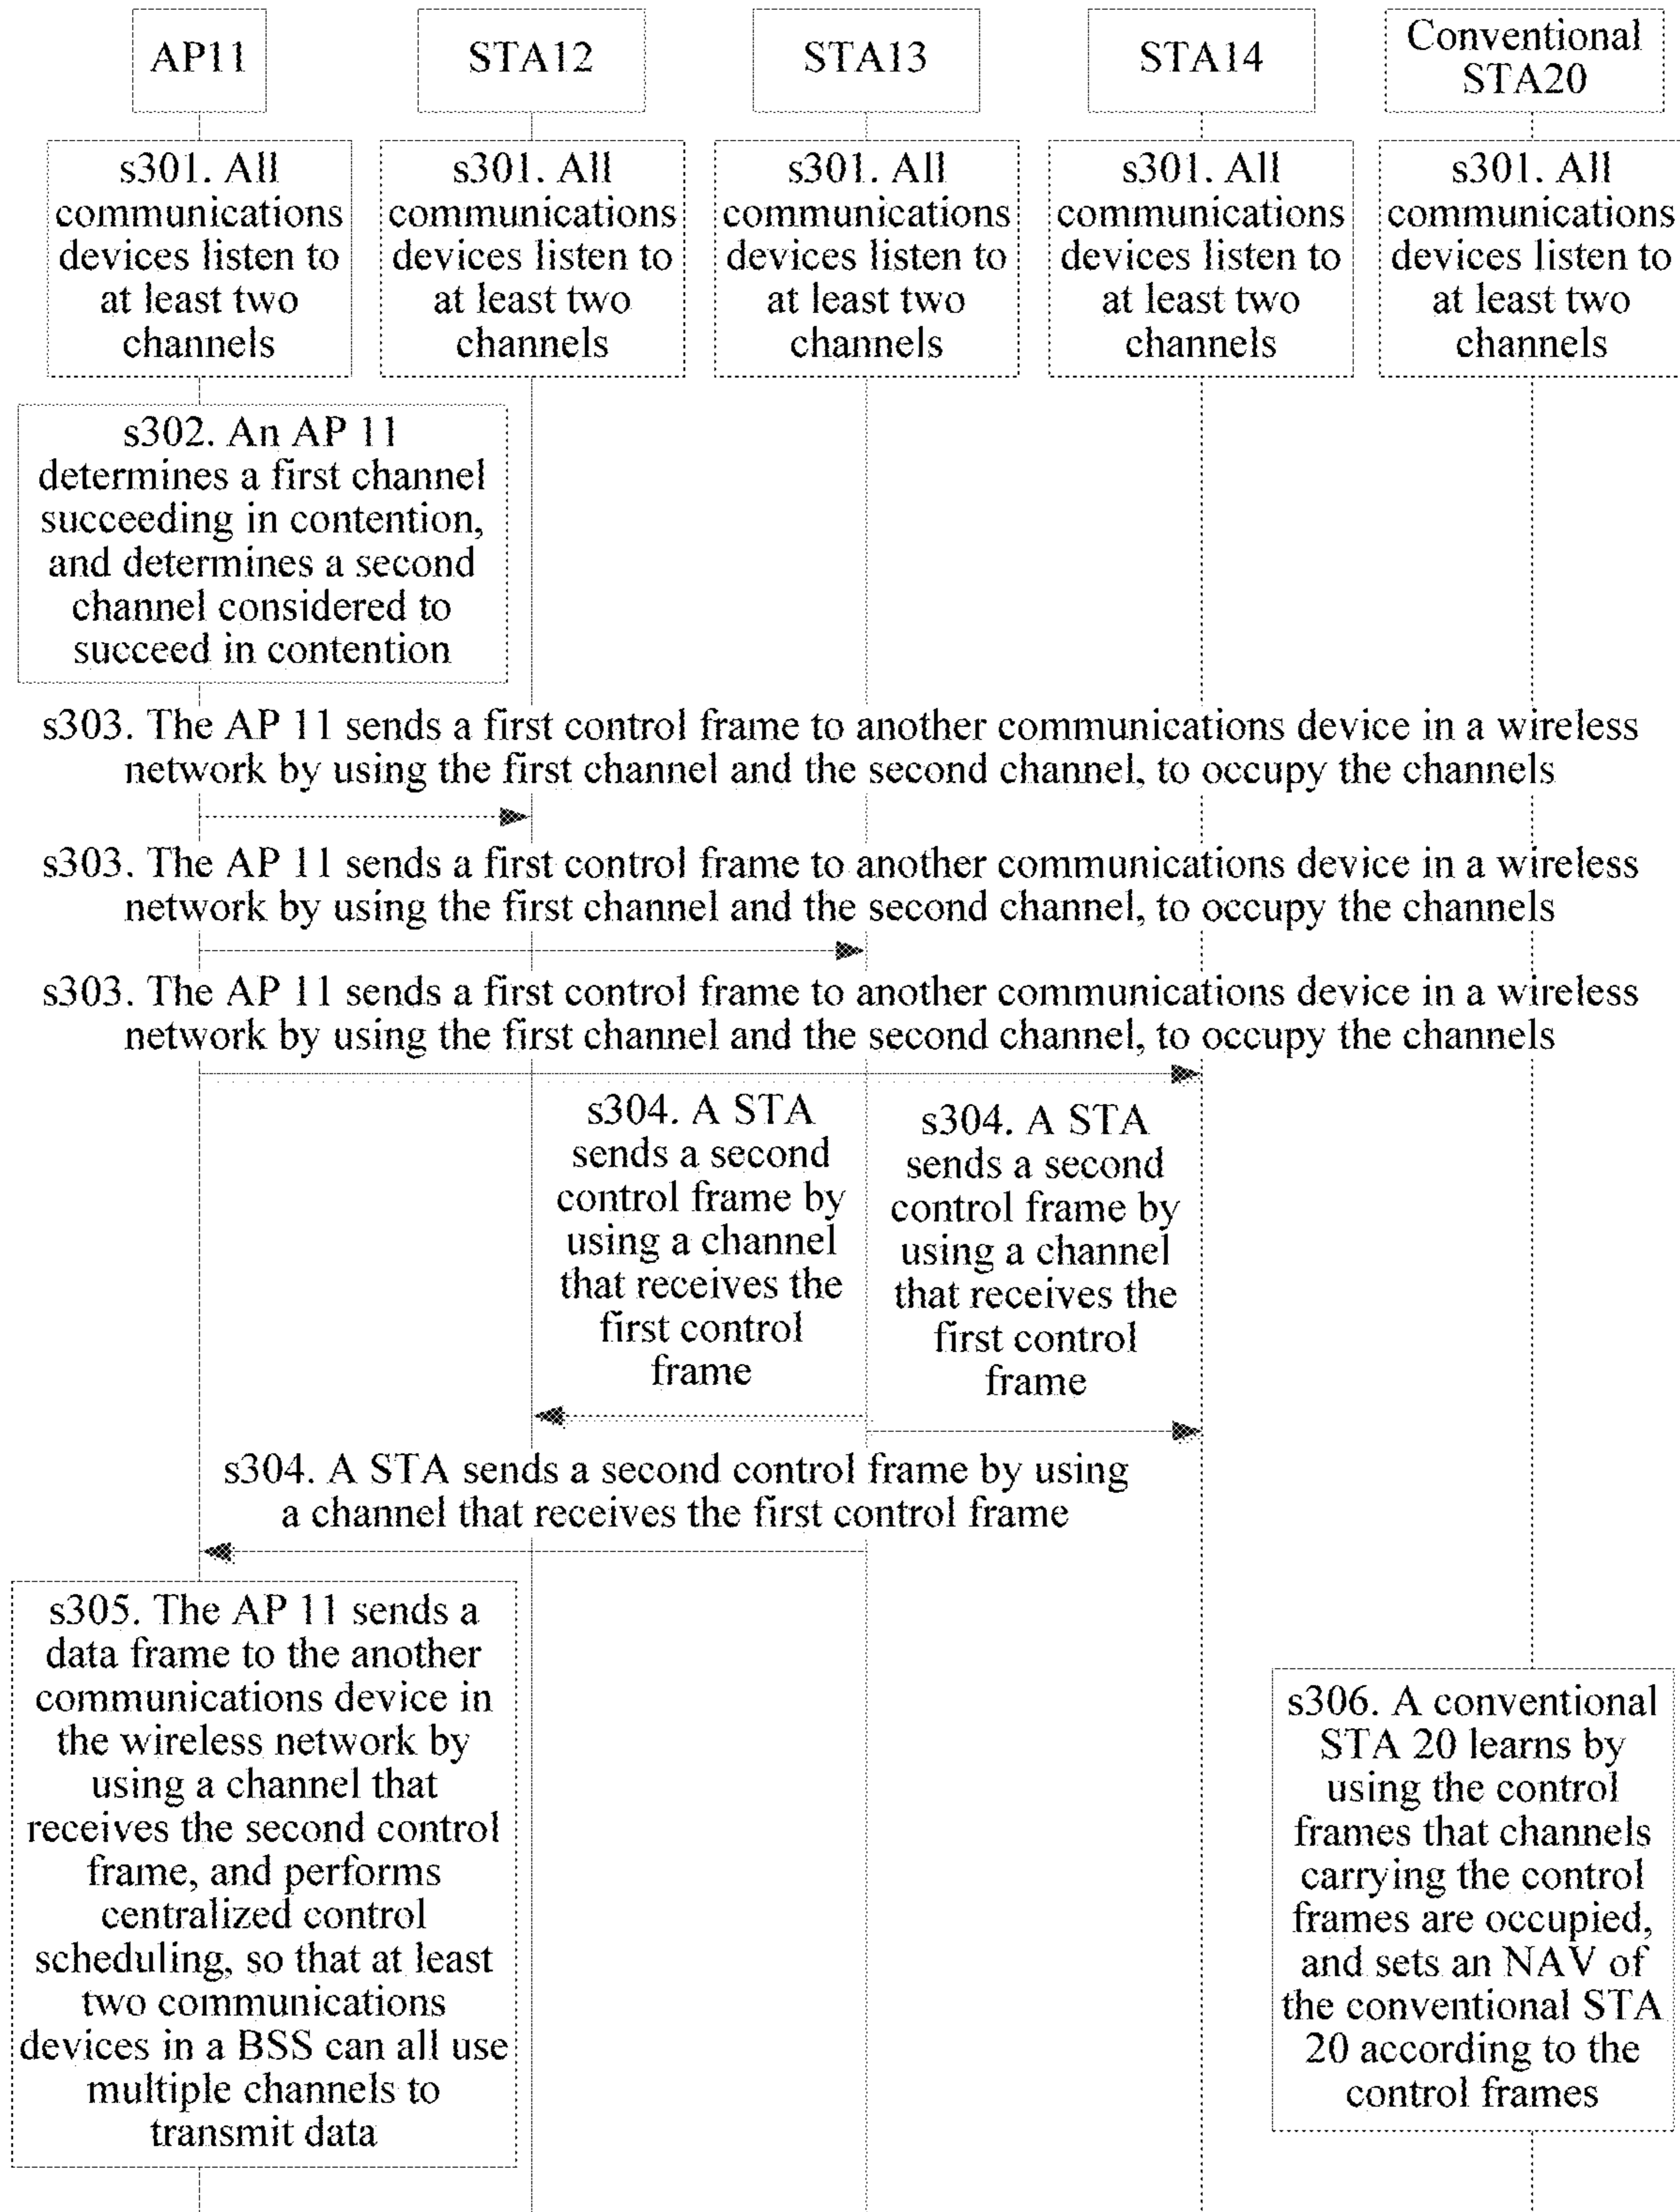 AP11
STA12
STA13
STA14
Conventional
STA20
s301. All
communications
devices listen to
at least two
channels
s301. All
communications
devices listen to
at least two
channels
s301. All
communications
devices listen to
at least two
channels
s301. All
communications
devices listen to
at least two
channels
s301. All
communications
devices listen to
at least two
channels
s302. An AP 11
determines a first channel
succeeding in contention,
and determines a second
channel considered to
succeed in contention
s303. The AP 11 sends a first control frame to another communications device in a wireless
network by using the first channel and the second channel, to occupy the channels
s303. The AP 11 sends a first control frame to another communications device in a wireless
network by using the first channel and the second channel, to occupy the channels
s303. The AP 11 sends a first control frame to another communications device in a wireless
network by using the first channel and the second channel, to occupy the channels
s304. A STA
sends a second
control frame by
using a channel
that receives the
first control
frame
s304. A STA
sends a second
control frame by
using a channel
that receives the
first control
frame
s304. A STA sends a second control frame by using
a channel that receives the first control frame
s305. The AP 11 sends a
data frame to the another
communications device in
the wireless network by
using a channel that
receives the second control
frame, and performs
centralized control
scheduling, so that at least
two communications
devices in a BSS can all use
multiple channels to
transmit data
s306. A conventional
STA 20 learns by
using the control
frames that channels
carrying the control
frames are occupied,
and sets an NAV of
the conventional STA
20 according to the
control frames